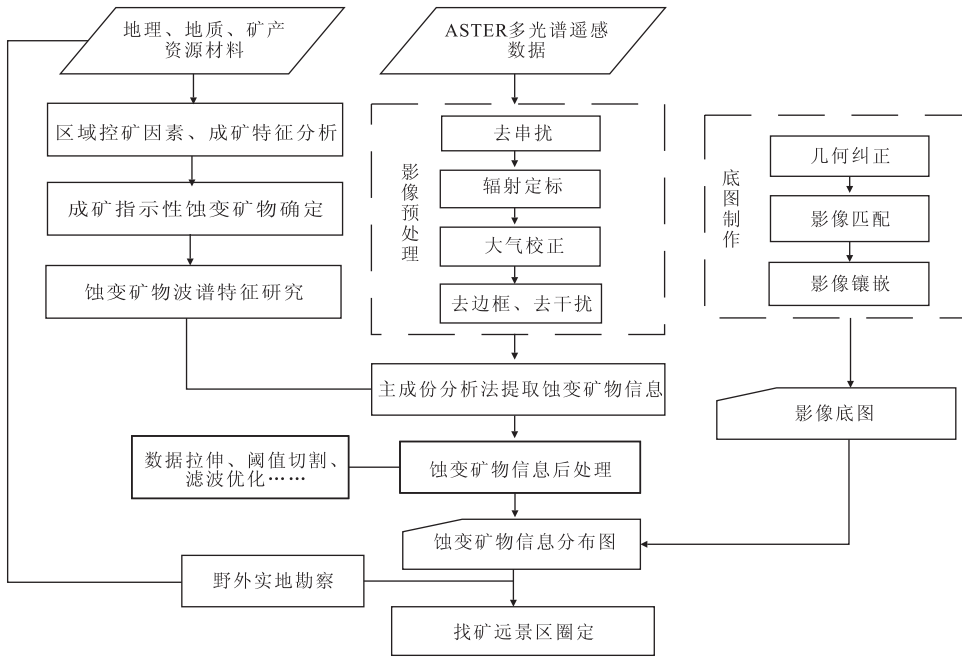 地理、地质、矿产
资源材料
ASTER多光谱遥感
数据
区域控矿因素、成矿特征分析
成矿指示性蚀变矿物确定
蚀变矿物波谱特征研究
影像预处理
去串扰
辐射定标
大气校正
去边框、去干扰
底图制作
几何纠正
影像匹配
影像镶嵌
主成份分析法提取蚀变矿物信息
影像底图
数据拉伸、阈值切割、
滤波优化……
蚀变矿物信息后处理
蚀变矿物信息分布图
野外实地勘察
找矿远景区圈定